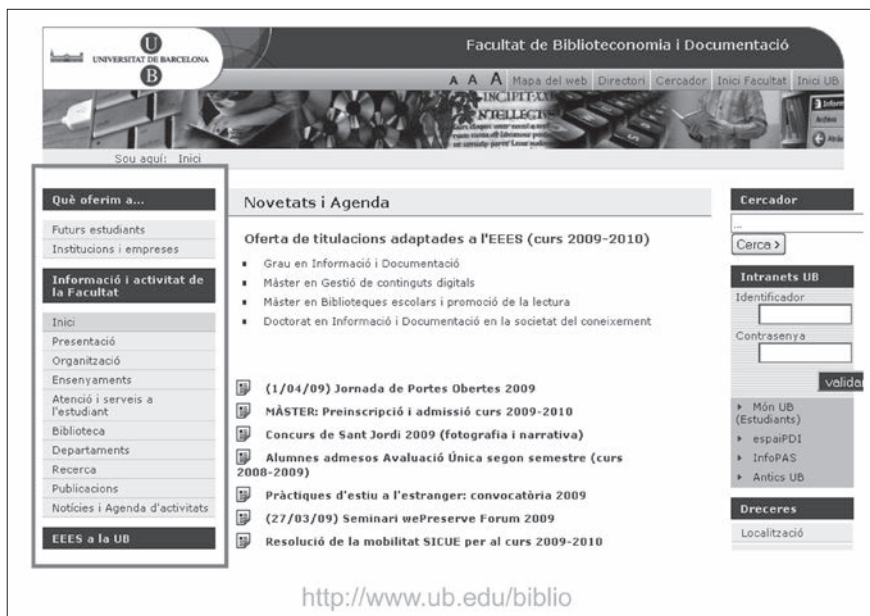 UNIVERSITAT DE BARCELONA
U
B
Facultat de Biblioteconomia i Documentació
A A A Mapa del web Directori Cercador Inici Facultat Inici UB
INCIPIT
Arxius
Sou aquí: Inici
Què oferim a...
Futurs estudiants
Institucions i empreses
Informació i activitat de
la Facultat
Inici
Presentació
Organització
Ensenyaments
Atenció i serveis a
l'estudiant
Biblioteca
Departaments
Recerca
Publicacions
Notícies i Agenda d'activitats
EEES a la UB
Novetats i Agenda
Oferta de titulacions adaptades a l'EEES (curs 2009-2010)
Grau en Informació i Documentació
Màster en Gestió de continguts digitals
Màster en Biblioteques escolars i promoció de la lectura
Doctorat en Informació i Documentació en la societat del coneixement
(1/04/09) Jornada de Portes Obertes 2009
MÀSTER: Preinscripció i admissió curs 2009-2010
Concurs de Sant Jordi 2009 (fotografia i narrativa)
Alumnes admesos Avaluació Única segon semestre (curs
2008-2009)
Pràctiques d'estiu a l'estranger: convocatòria 2009
(27/03/09) Seminari wePreserve Forum 2009
Resolució de la mobilitat SICUE per al curs 2009-2010
Cercador
...
Cerca >
Intranets UB
Identificador
Contrasenya
valida
Món UB
(Estudiants)
espaiPDI
InfoPAS
Antics UB
Dreceres
Localització
http://www.ub.edu/biblio